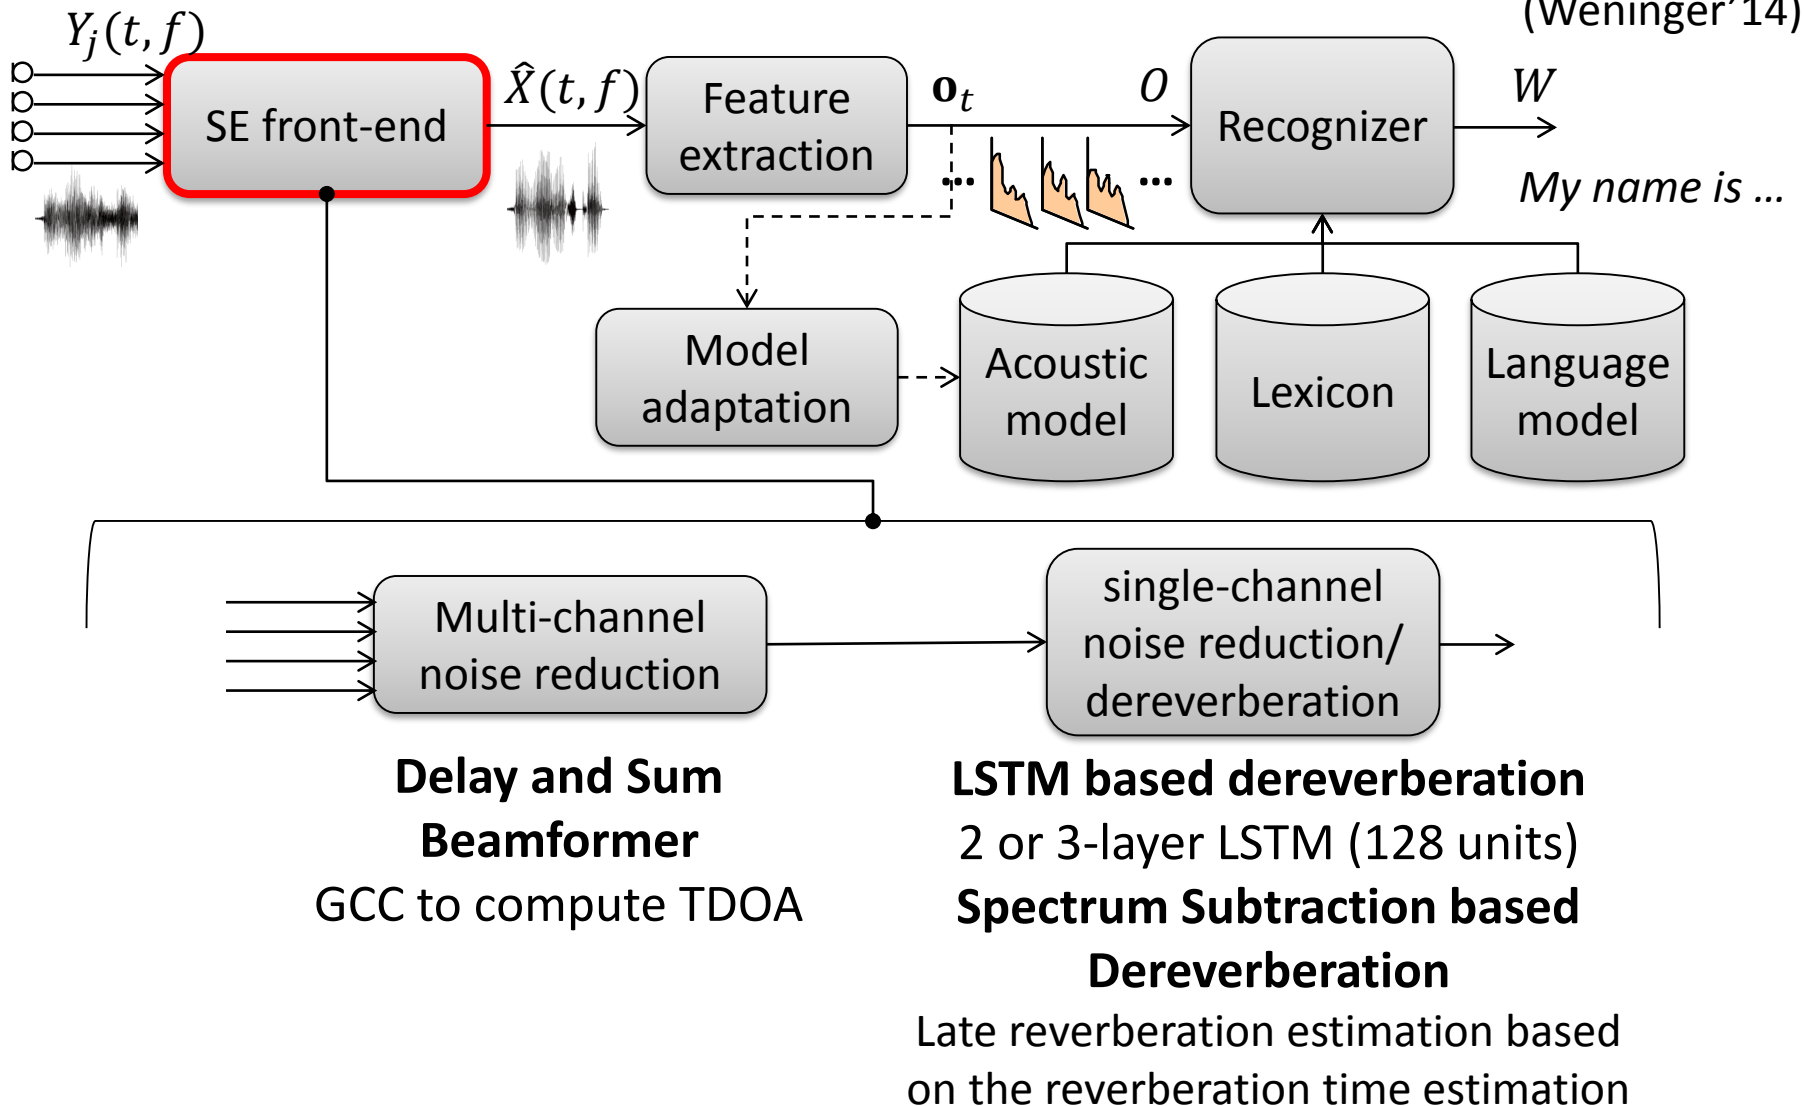 (Weninger'14)
Y_j(t, f)
SE front-end
X̂(t, f)
Feature
extraction
𝐨_t
O
Recognizer
W
... ...
My name is ...
Model
adaptation
Acoustic
model
Lexicon
Language
model
Multi-channel
noise reduction
single-channel
noise reduction/
dereverberation
Delay and Sum
Beamformer
GCC to compute TDOA
LSTM based dereverberation
2 or 3-layer LSTM (128 units)
Spectrum Subtraction based
Dereverberation
Late reverberation estimation based
on the reverberation time estimation